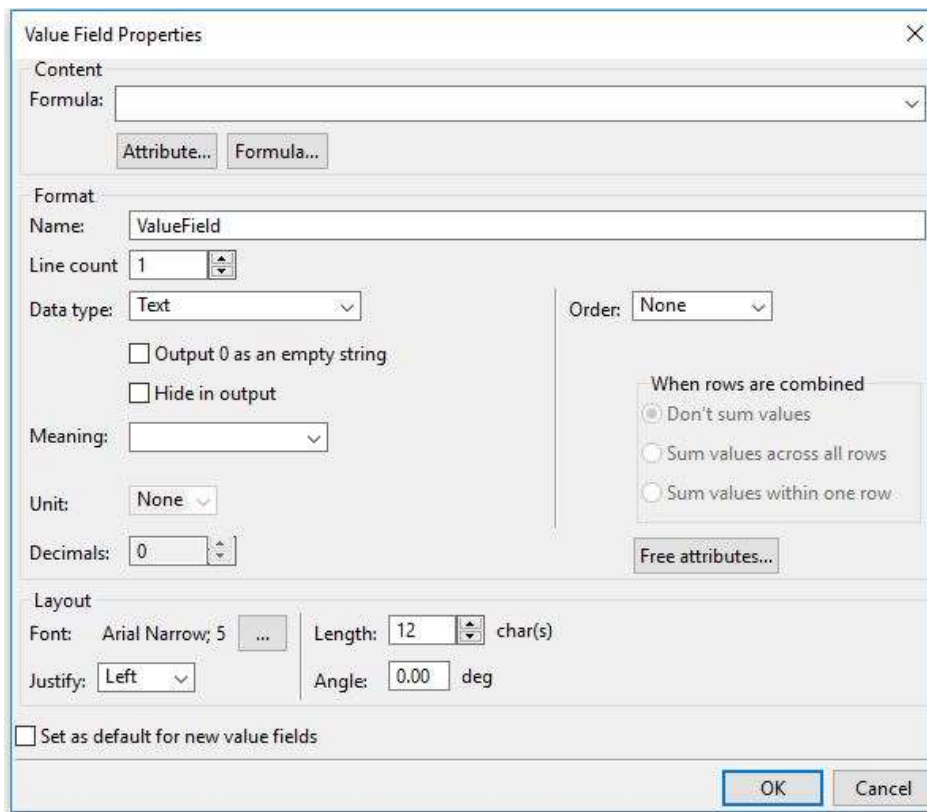 Value Field Properties
Content
Formula:
Attribute... Formula...
Format
Name: ValueField
Line count 1
Data type: Text Order: None
Output 0 as an empty string
Hide in output
When rows are combined
Don't sum values
Meaning:
Sum values across all rows
Unit: None Sum values within one row
Decimals: 0 Free attributes...
Layout
Font: Arial Narrow; 5 ... Length: 12 char(s)
Justify: Left Angle: 0.00 deg
Set as default for new value fields
OK Cancel